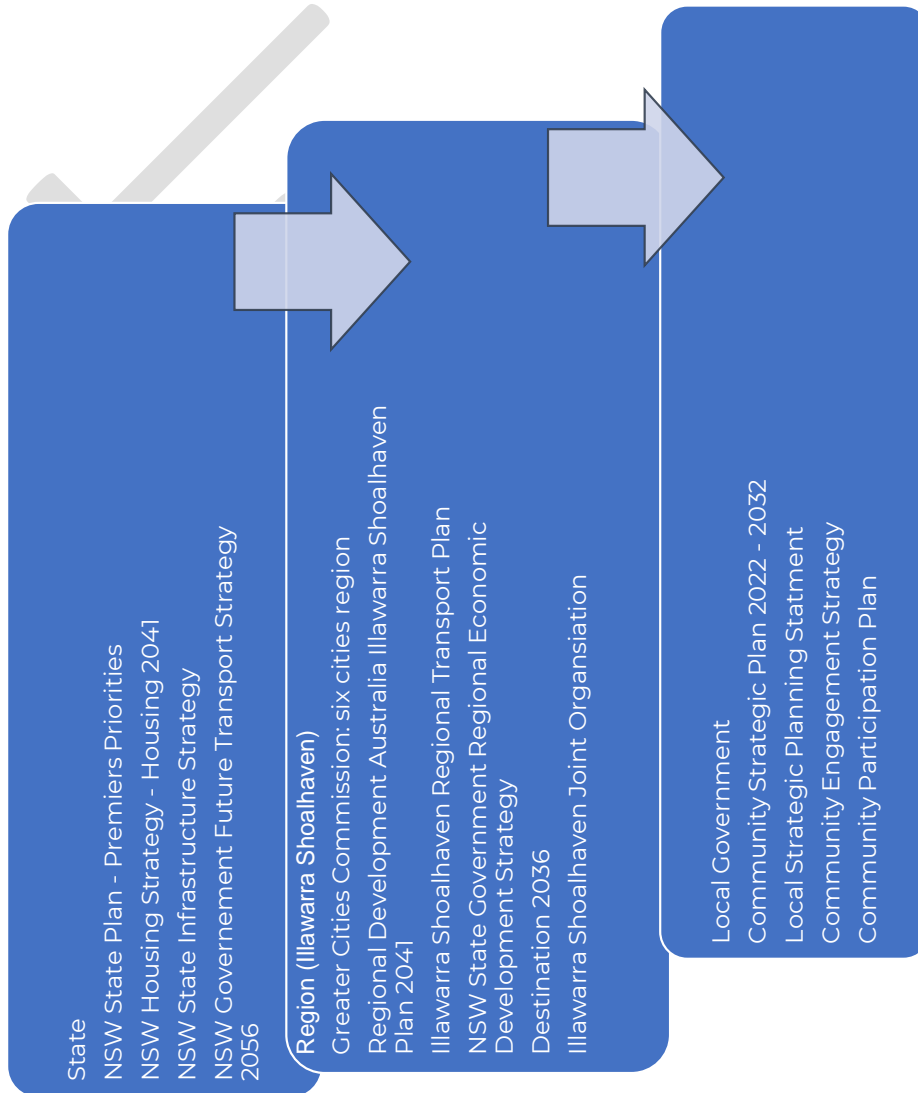 State
NSW State Plan - Premiers Priorities
NSW Housing Strategy - Housing 2041
NSW State Infrastructure Strategy
NSW Governement Future Transport Strategy
2056
Region (Illawarra Shoalhaven)
Greater Cities Commission: six cities region
Regional Development Australia Illawarra Shoalhaven
Plan 2041
Illawarra Shoalhaven Regional Transport Plan
NSW State Government Regional Economic
Development Strategy
Destination 2036
Illawarra Shoalhaven Joint Organsiation
Local Government
Community Strategic Plan 2022 - 2032
Local Strategic Planning Statment
Community Engagement Strategy
Community Participation Plan